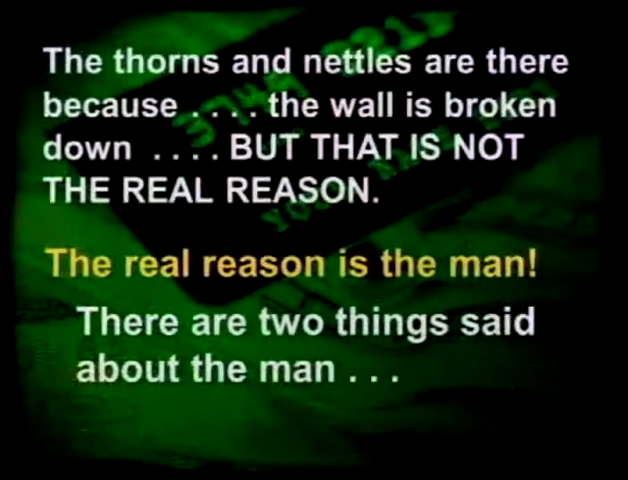 The thorns and nettles are there
because . . . . the wall is broken
down . . . . BUT THAT IS NOT
THE REAL REASON.
The real reason is the man!
There are two things said
about the man . . .